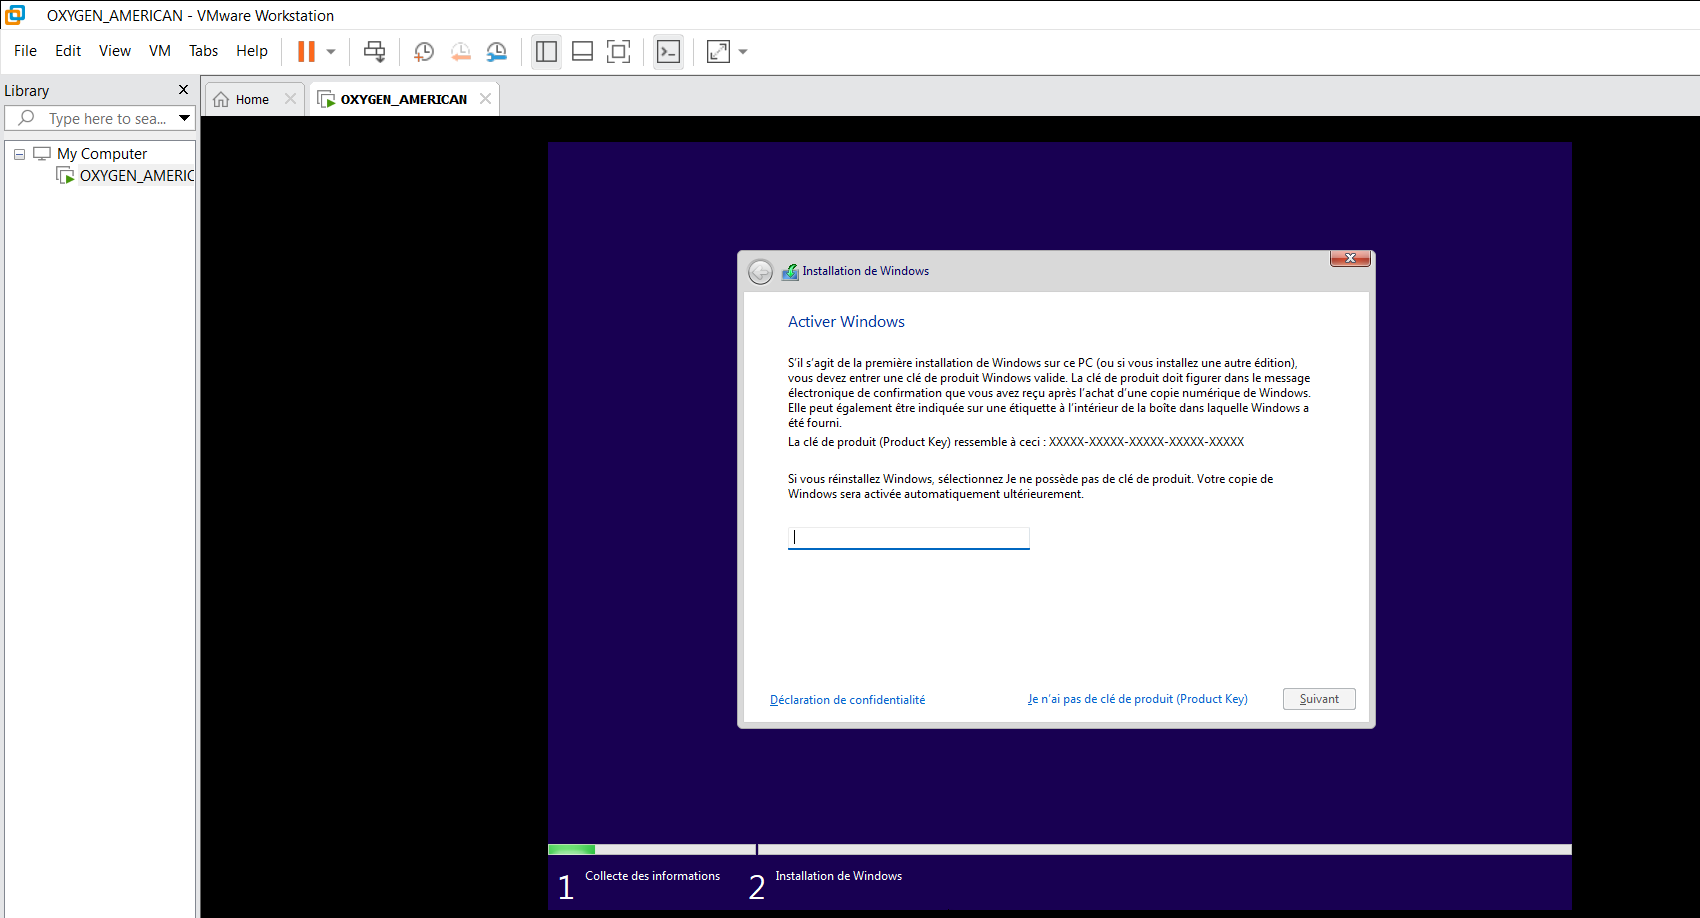 OXYGEN_AMERICAN - VMware Workstation
File Edit View VM Tabs Help
Library
Home
OXYGEN_AMERICAN
Type here to sea...
My Computer
OXYGEN_AMERIC
Installation de Windows
Activer Windows
S'il s'agit de la première installation de Windows sur ce PC (ou si vous installez une autre édition),
vous devez entrer une clé de produit Windows valide. La clé de produit doit figurer dans le message
électronique de confirmation que vous avez reçu après l'achat d'une copie numérique de Windows.
Elle peut également être indiquée sur une étiquette à l'intérieur de la boîte dans laquelle Windows a
été fourni.
La clé de produit (Product Key) ressemble à ceci : XXXXX-XXXXX-XXXXX-XXXXX-XXXXX
Si vous réinstallez Windows, sélectionnez Je ne possède pas de clé de produit. Votre copie de
Windows sera activée automatiquement ultérieurement.
Déclaration de confidentialité
Je n'ai pas de clé de produit (Product Key)
Suivant
1 Collecte des informations
2 Installation de Windows